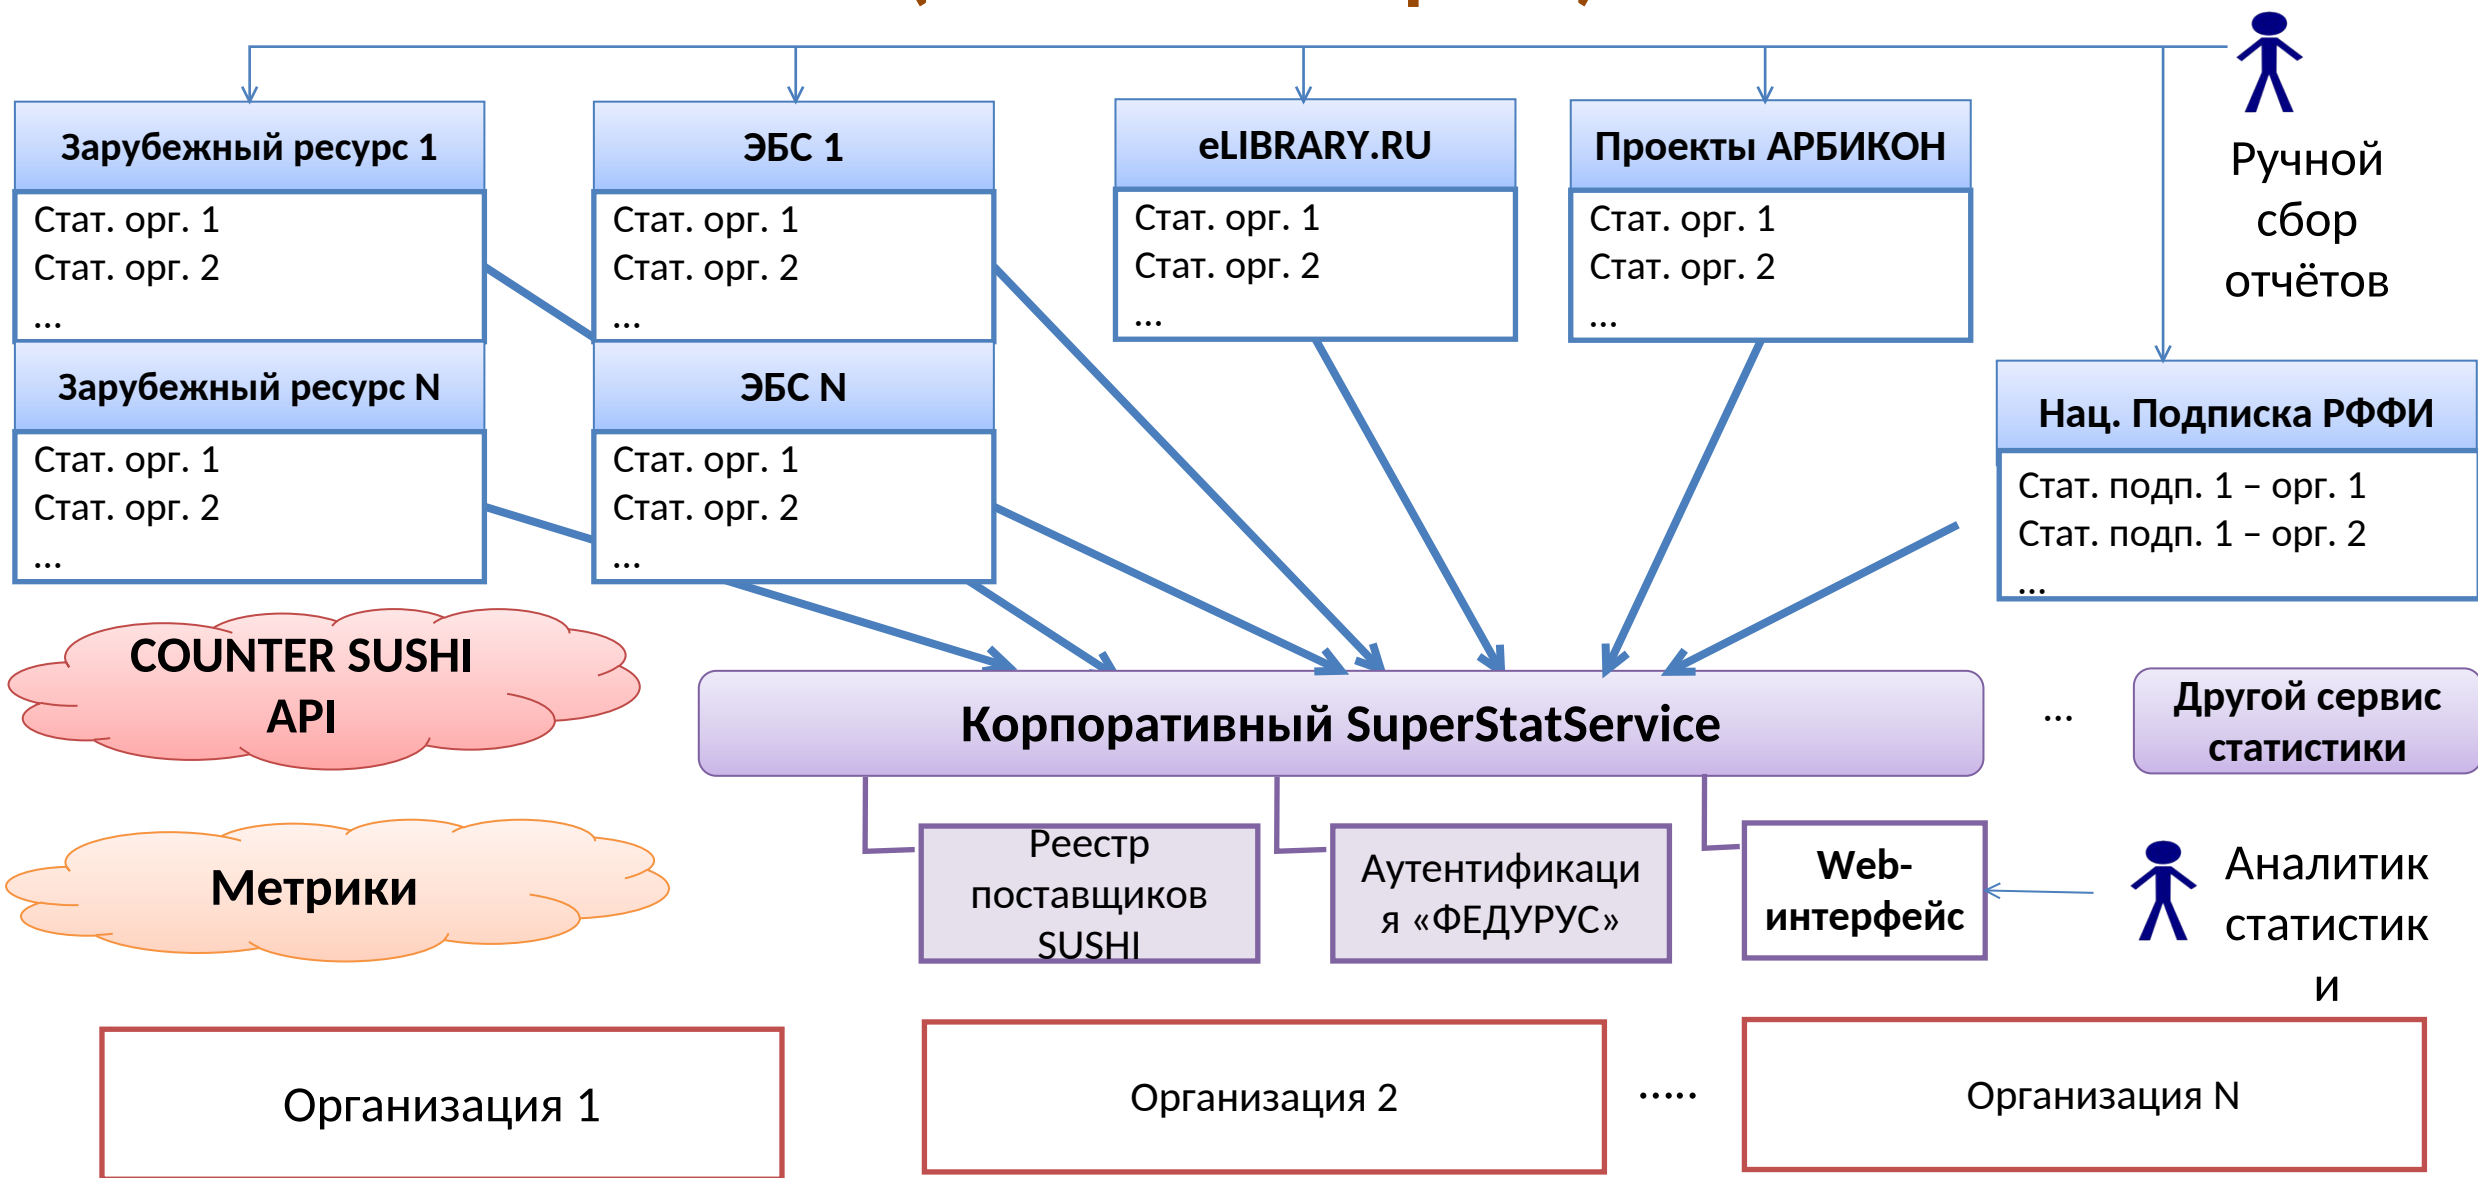 Зарубежный ресурс 1
Стат. орг. 1
Стат. орг. 2
...
ЭБС 1
Стат. орг. 1
Стат. орг. 2
...
eLIBRARY.RU
Стат. орг. 1
Стат. орг. 2
...
Проекты АРБИКОН
Стат. орг. 1
Стат. орг. 2
...
Ручной
сбор
отчётов
Зарубежный ресурс N
Стат. орг. 1
Стат. орг. 2
...
ЭБС N
Стат. орг. 1
Стат. орг. 2
...
Нац. Подписка РФФИ
Стат. подп. 1 – орг. 1
Стат. подп. 1 – орг. 2
...
COUNTER SUSHI
API
Корпоративный SuperStatService
...
Другой сервис
статистики
Метрики
Реестр
поставщиков
SUSHI
Аутентификаци
я «ФЕДУРУС»
Web-
интерфейс
Аналитик
статистик
и
Организация 1
Организация 2
.....
Организация N